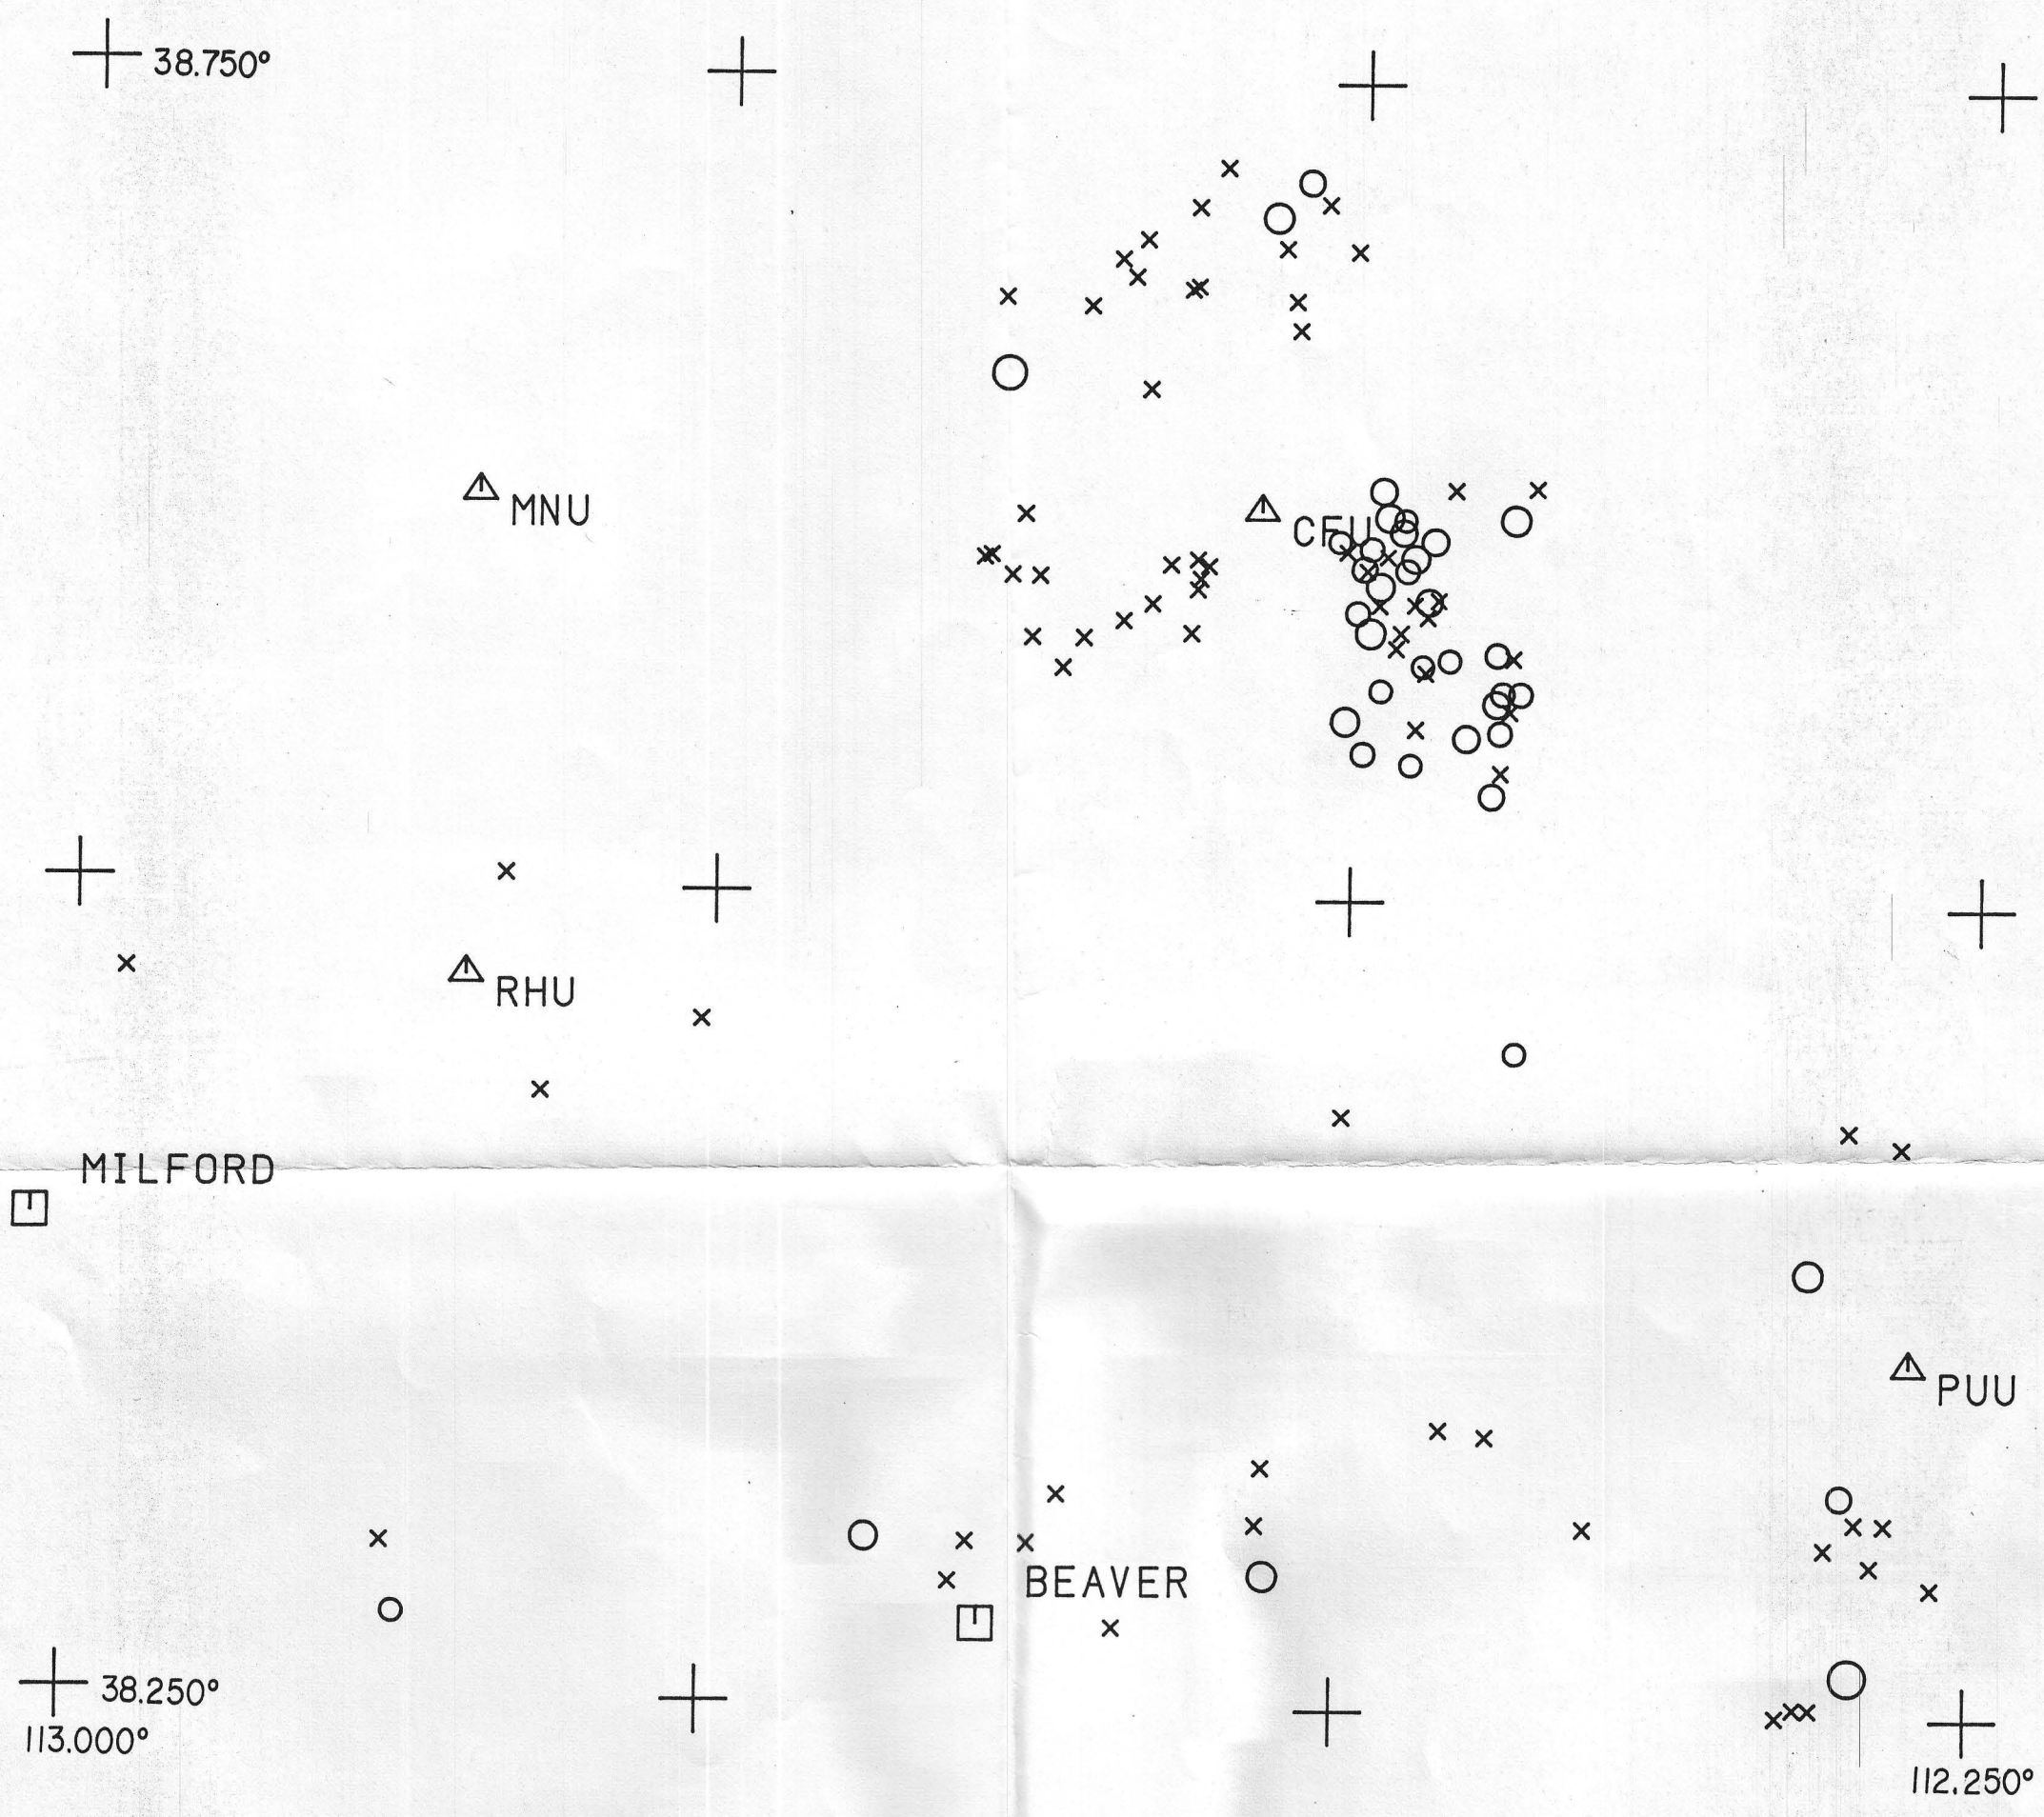 38.750°
MNU
CFU
RHU
MILFORD
PUU
BEAVER
38.250°
113.000°
112.250°